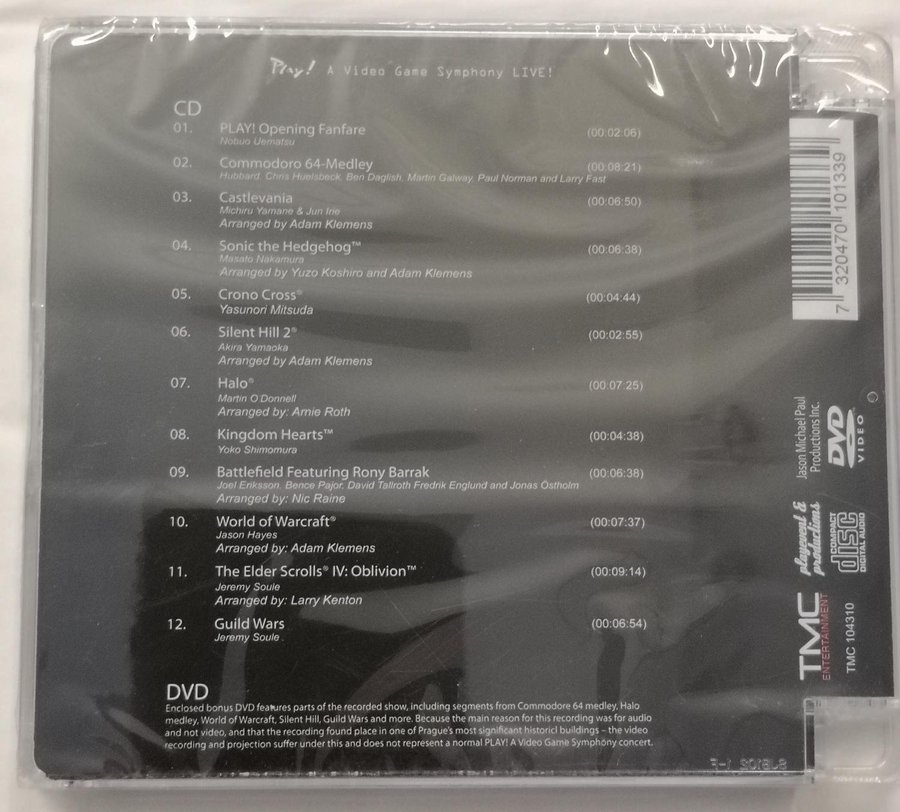 Play! A Video Game Symphony LIVE!
CD
01. PLAY! Opening Fanfare (00:02:06)
Nobuo Uematsu
02. Commodoro 64-Medley (00:08:21)
Hubbard, Chris Huelsbeck, Ben Daglish, Martin Galway, Paul Norman and Larry Fast
03. Castlevania (00:06:50)
Michiru Yamane & Jun Irie
Arranged by Adam Klemens
04. Sonic the Hedgehog™ (00:06:38)
Masato Nakamura
Arranged by Yuzo Koshiro and Adam Klemens
05. Crono Cross® (00:04:44)
Yasunori Mitsuda
06. Silent Hill 2® (00:02:55)
Akira Yamaoka
Arranged by Adam Klemens
07. Halo® (00:07:25)
Martin O'Donnell
Arranged by: Arnie Roth
08. Kingdom Hearts™ (00:04:38)
Yoko Shimomura
09. Battlefield Featuring Rony Barrak (00:06:38)
Joel Eriksson, Bence Pajor, David Tallroth Fredrik Englund and Jonas Östholm
Arranged by: Nic Raine
10. World of Warcraft® (00:07:37)
Jason Hayes
Arranged by: Adam Klemens
11. The Elder Scrolls® IV: Oblivion™ (00:09:14)
Jeremy Soule
Arranged by: Larry Kenton
12. Guild Wars (00:06:54)
Jeremy Soule
DVD
Enclosed bonus DVD features parts of the recorded show, including segments from Commodore 64 medley, Halo
medley, World of Warcraft, Silent Hill, Guild Wars and more. Because the main reason for this recording was for audio
and not video, and that the recording found place in one of Prague's most significant historicl buildings – the video
recording and projection suffer under this and does not represent a normal PLAY! A Video Game Symphony concert.
7 320470 101339
Jason Michael Paul
Productions Inc.
DVD
VIDEO
playevent &
productions
COMPACT
disc
DIGITAL AUDIO
TMC
ENTERTAINMENT
TMC 104310